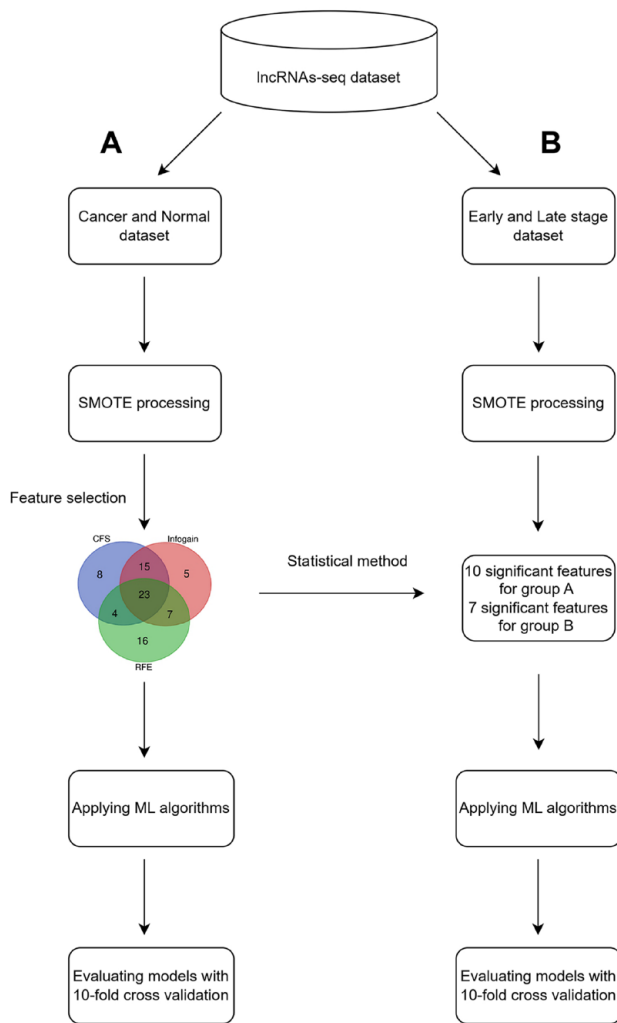 lncRNAs-seq dataset
A
B
Cancer and Normal
dataset
Early and Late stage
dataset
SMOTE processing
SMOTE processing
Feature selection
CFS
Infogain
8
15
5
23
4
7
16
RFE
Statistical method
10 significant features
for group A
7 significant features
for group B
Applying ML algorithms
Applying ML algorithms
Evaluating models with
10-fold cross validation
Evaluating models with
10-fold cross validation